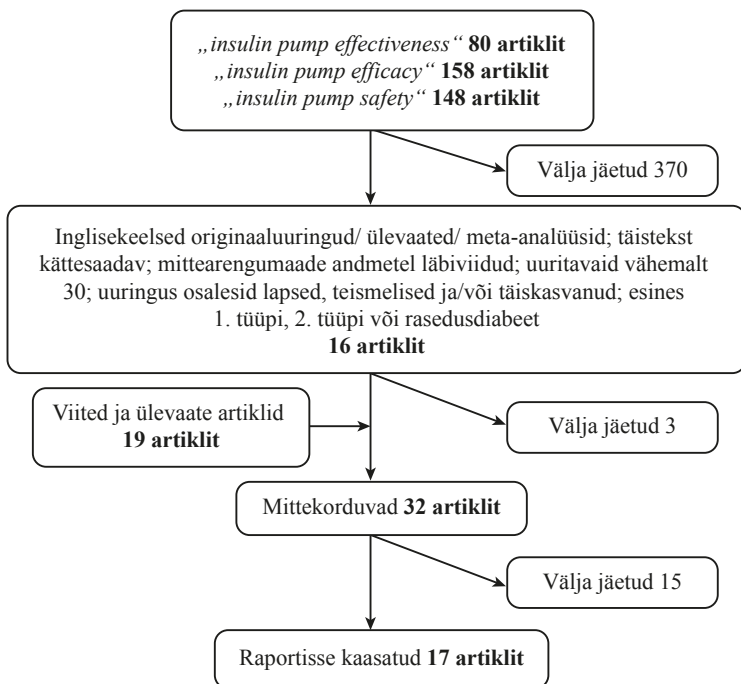 „insulin pump effectiveness“ 80 artiklit
„insulin pump efficacy“ 158 artiklit
„insulin pump safety“ 148 artiklit
Välja jäetud 370
Inglisekeelsed originaaluuringud/ ülevaated/ meta-analüüsid; täistekst
kättesaadav; mittearengumaade andmetel läbiviidud; uuritavaid vähemalt
30; uuringus osalesid lapsed, teismelised ja/või täiskasvanud; esines
1. tüüpi, 2. tüüpi või rasedusdiabeet
16 artiklit
Viited ja ülevaate artiklid
19 artiklit
Välja jäetud 3
Mittekorduvad 32 artiklit
Välja jäetud 15
Raportisse kaasatud 17 artiklit